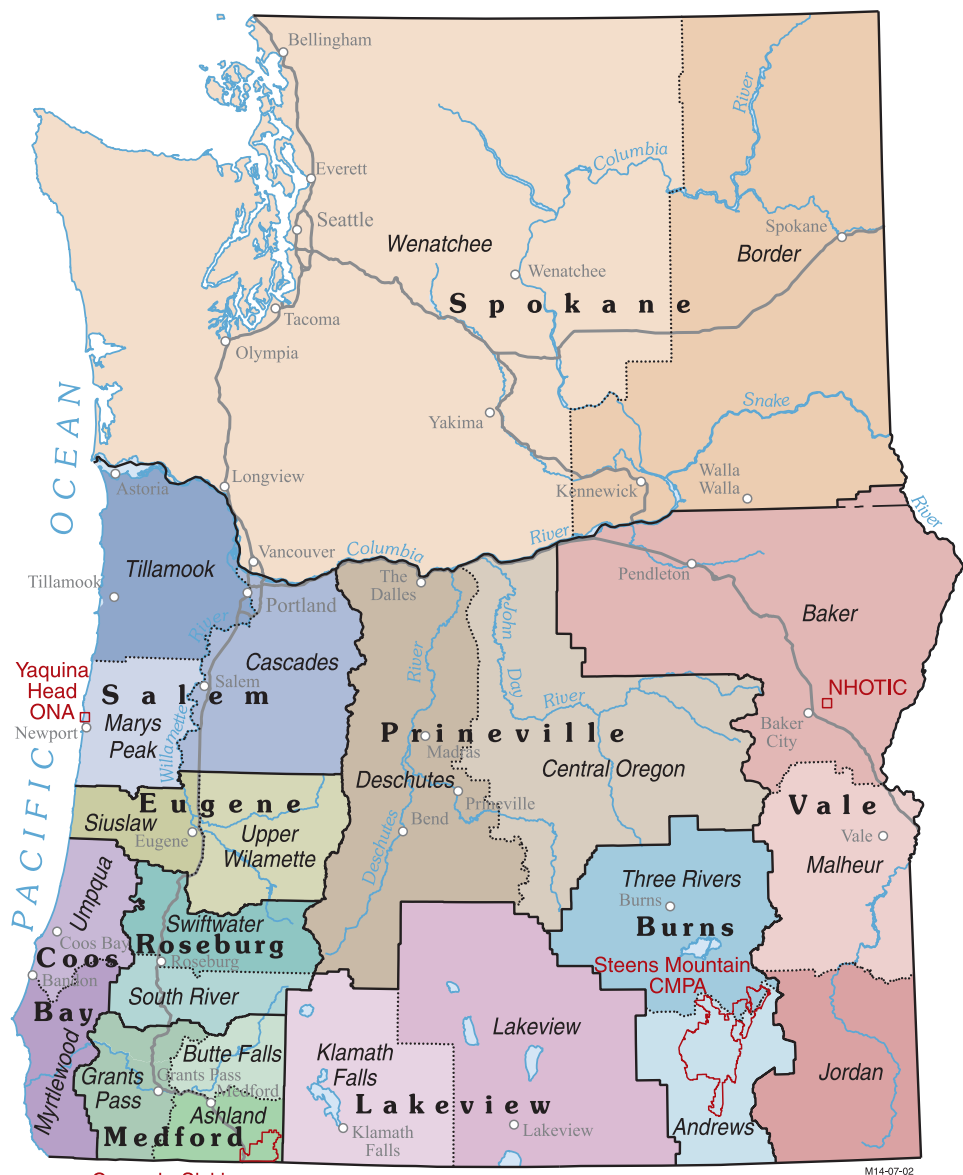 Bellingham
River
Columbia
Everett
Seattle
Spokane
Wenatchee
Border
Wenatchee
Spokane
Tacoma
Olympia
OCEAN
Snake
Yakima
Walla
Walla
Longview
Kennewick
Astoria
River
River
Vancouver
Columbia
Tillamook
The
Dalles
Pendleton
Tillamook
Portland
John
Day
Baker
River
River
Cascades
Yaquina
Head
ONA
Salem
Salem
River
NHOTIC
Marys
Peak
Newport
Willamette
Prineville
Madras
Baker
City
Central Oregon
Deschutes
PACIFIC
Eugene
Prineville
Vale
Siuslaw
Eugene
Upper
Wilamette
Bend
Deschutes
Vale
Malheur
Umpqua
Three Rivers
Burns
Swiftwater
Burns
Coos Bay
Roseburg
Coos
Roseburg
Bandon
Steens Mountain
CMPA
South River
Bay
Lakeview
Butte Falls
Klamath
Falls
Myrtlewood
Grants
Pass
Grants Pass
Medford
Jordan
Ashland
Lakeview
Andrews
Medford
Klamath
Falls
Lakeview
M14-07-02